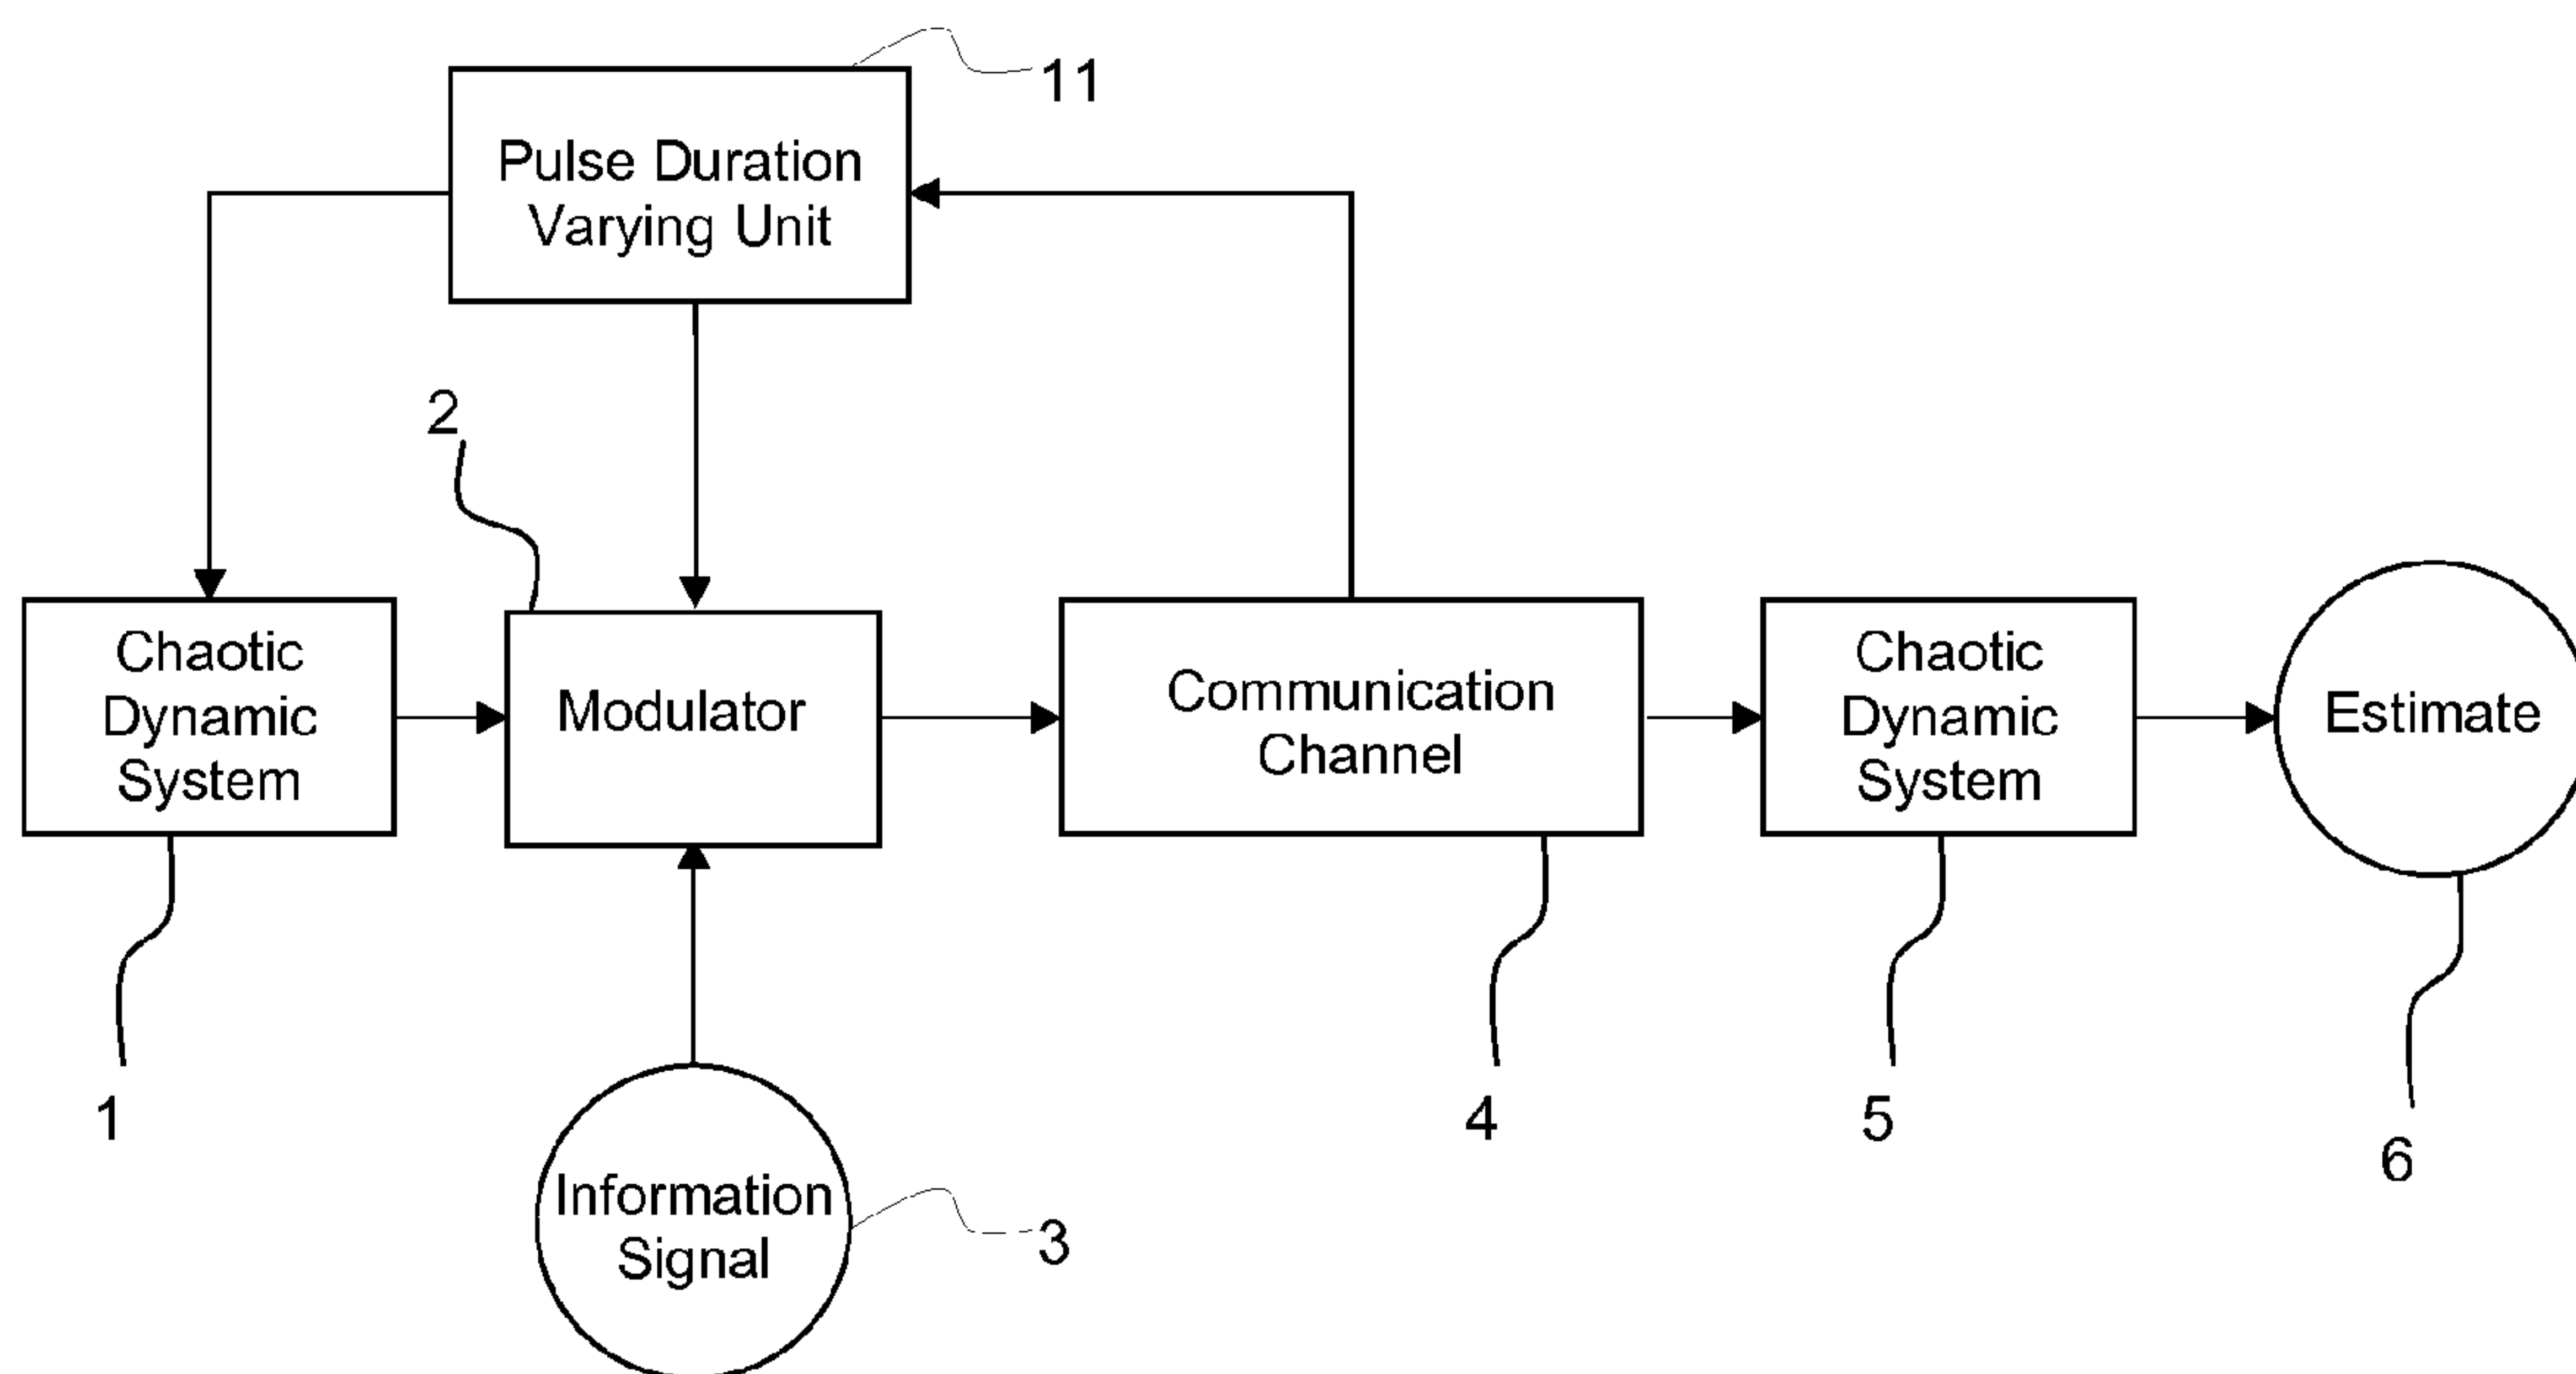 11
Pulse Duration
Varying Unit
2
Chaotic
Dynamic
System
Modulator
Communication
Channel
Chaotic
Dynamic
System
Estimate
1
4
5
6
Information
Signal
3